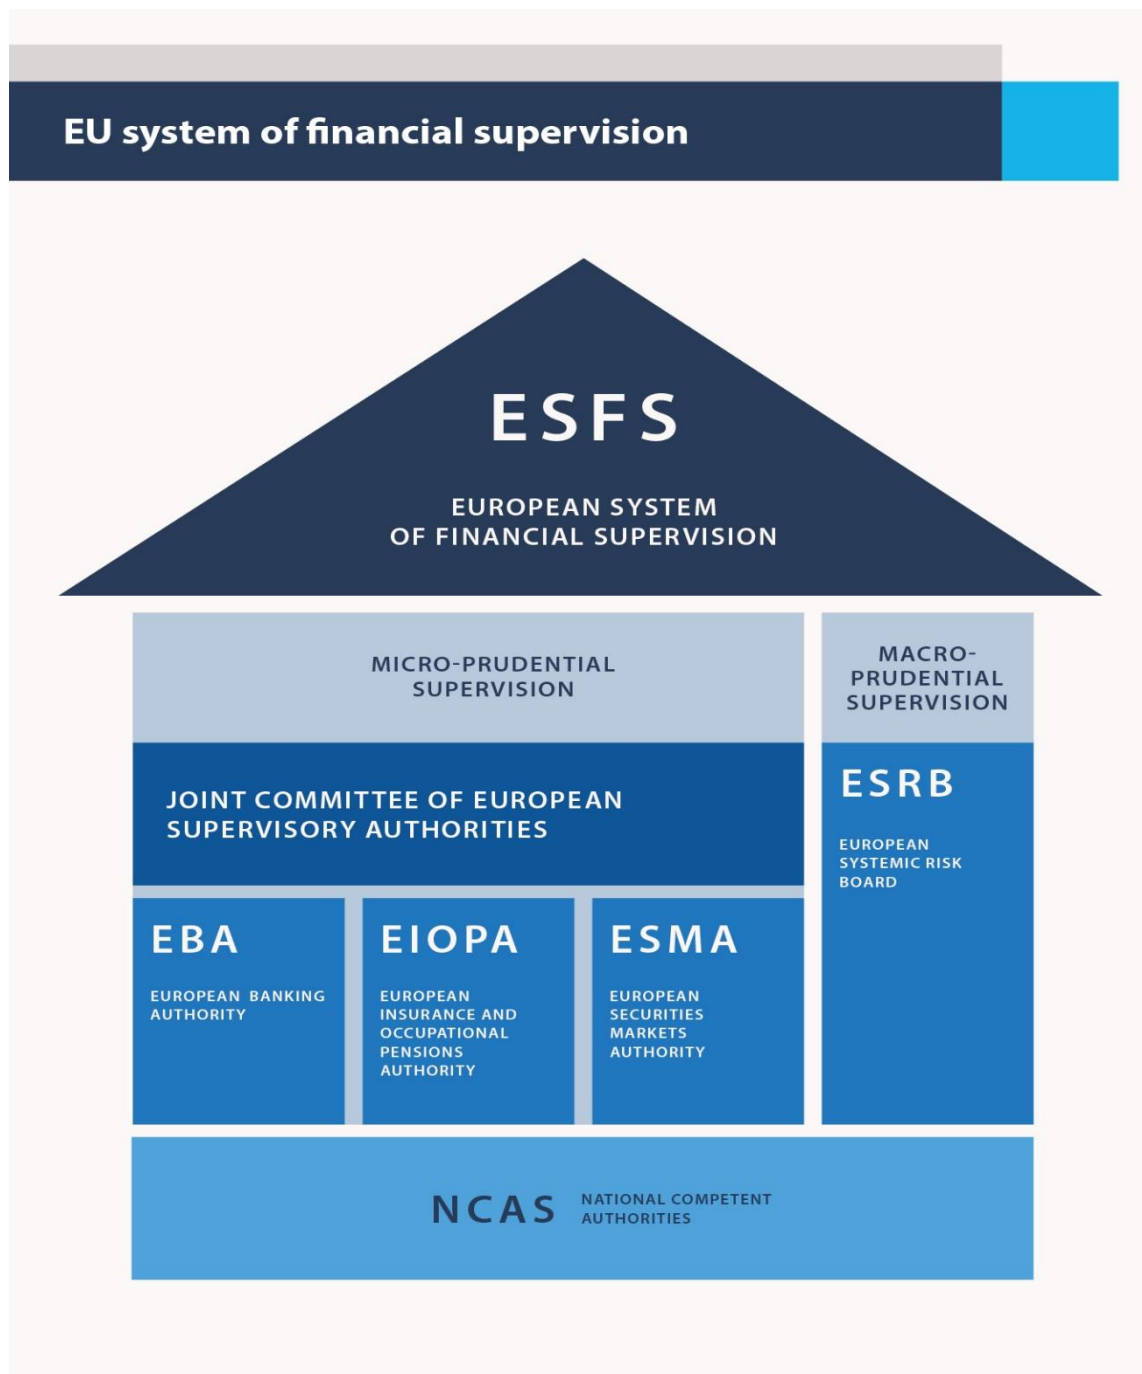 EU system of financial supervision
ESFS
EUROPEAN SYSTEM
OF FINANCIAL SUPERVISION
MICRO-PRUDENTIAL
SUPERVISION
MACRO-
PRUDENTIAL
SUPERVISION
JOINT COMMITTEE OF EUROPEAN
SUPERVISORY AUTHORITIES
ESRB
EUROPEAN
SYSTEMIC RISK
BOARD
EBA
EUROPEAN BANKING
AUTHORITY
EIOPA
EUROPEAN
INSURANCE AND
OCCUPATIONAL
PENSIONS
AUTHORITY
ESMA
EUROPEAN
SECURITIES
MARKETS
AUTHORITY
NCAS
NATIONAL COMPETENT
AUTHORITIES